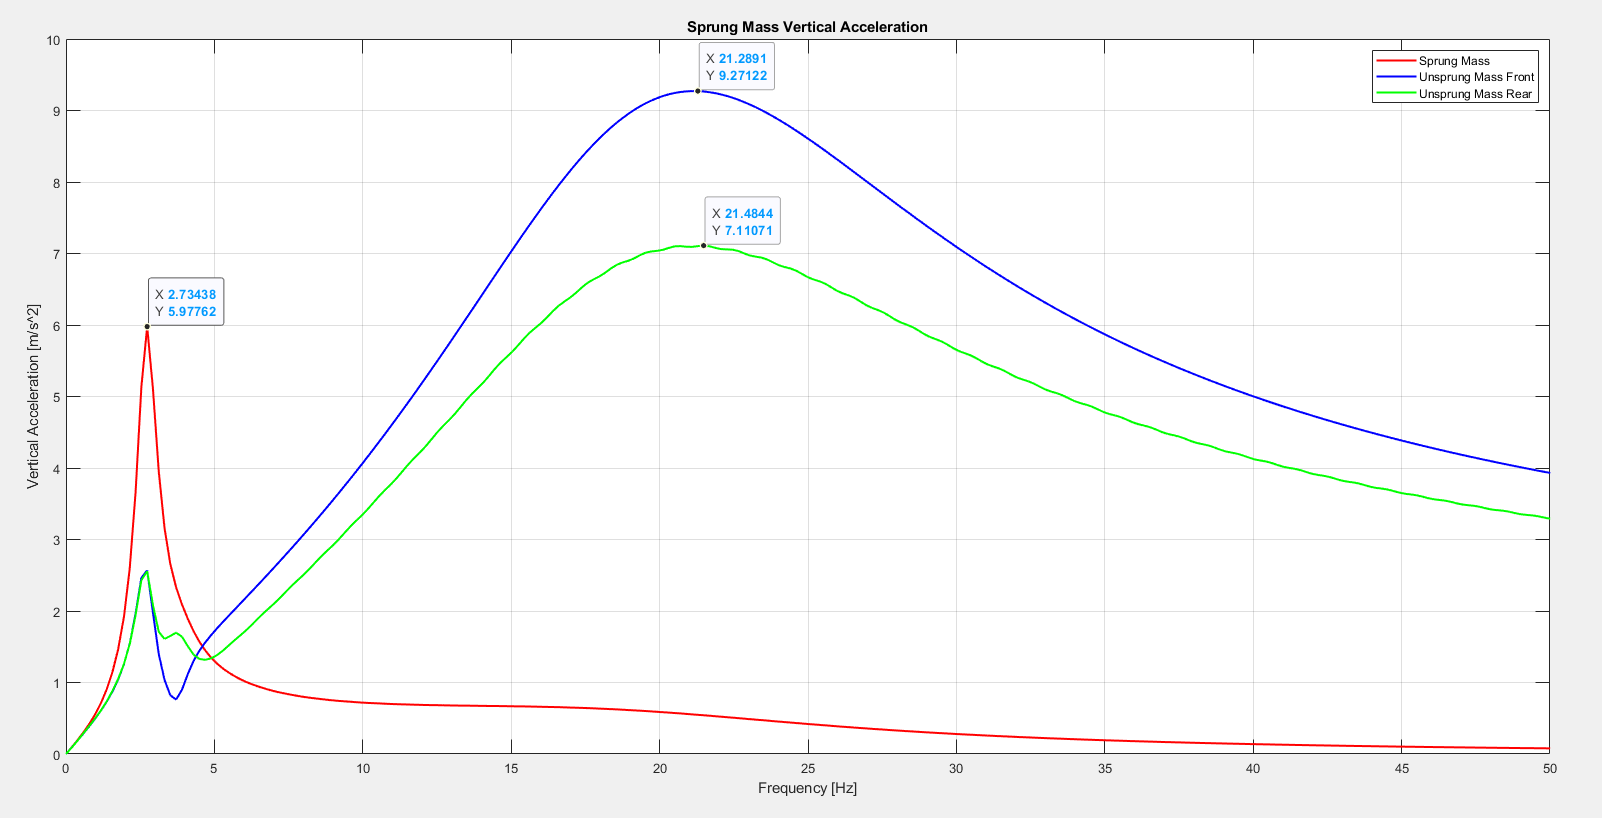 Sprung Mass Vertical Acceleration
X 21.2891
Y 9.27122
Sprung Mass
Unsprung Mass Front
Unsprung Mass Rear
X 21.4844
Y 7.11071
X 2.73438
Y 5.97762
Vertical Acceleration [m/s^2]
10
9
8
7
6
5
4
3
2
1
0
0 5 10 15 20 25 30 35 40 45 50
Frequency [Hz]